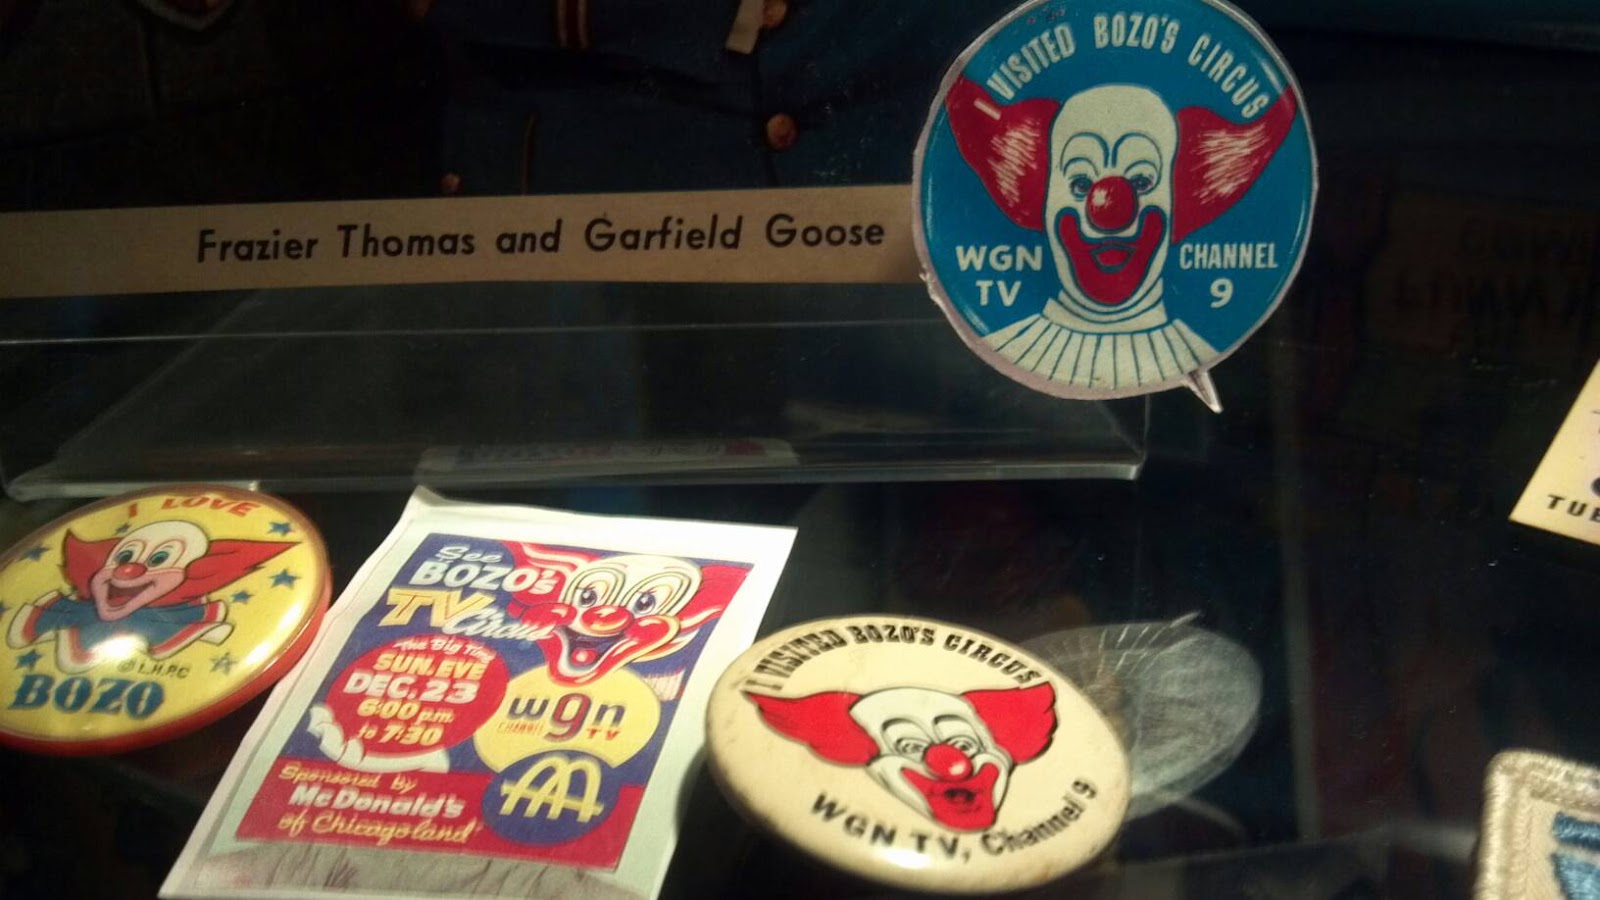 I VISITED BOZO'S CIRCUS
WGN
TV
CHANNEL
9
Frazier Thomas and Garfield Goose
I LOVE
© L.H.P.C
BOZO
See
BOZO's
TV
Circus
The Big Time
SUN. EVE
DEC. 23
6:00 p.m.
to 7:30
wgn
CHANNEL
TV
Sponsored by
McDonald's
of Chicagoland
I VISITED BOZO'S CIRCUS
WGN TV, Channel 9